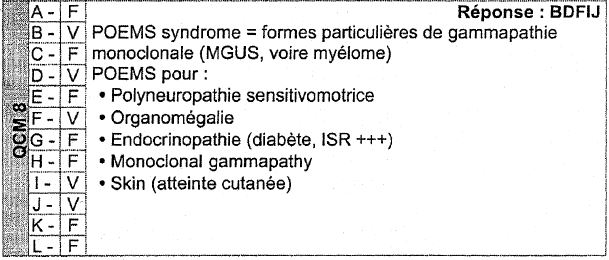 QCM 8
A - F Réponse : BDFIJ
B - V POEMS syndrome = formes particulières de gammapathie
C - F monoclonale (MGUS, voire myélome)
D - V POEMS pour :
E - F • Polyneuropathie sensitivomotrice
F - V • Organomégalie
G - F • Endocrinopathie (diabète, ISR +++)
H - F • Monoclonal gammapathy
I - V • Skin (atteinte cutanée)
J - V
K - F
L - F